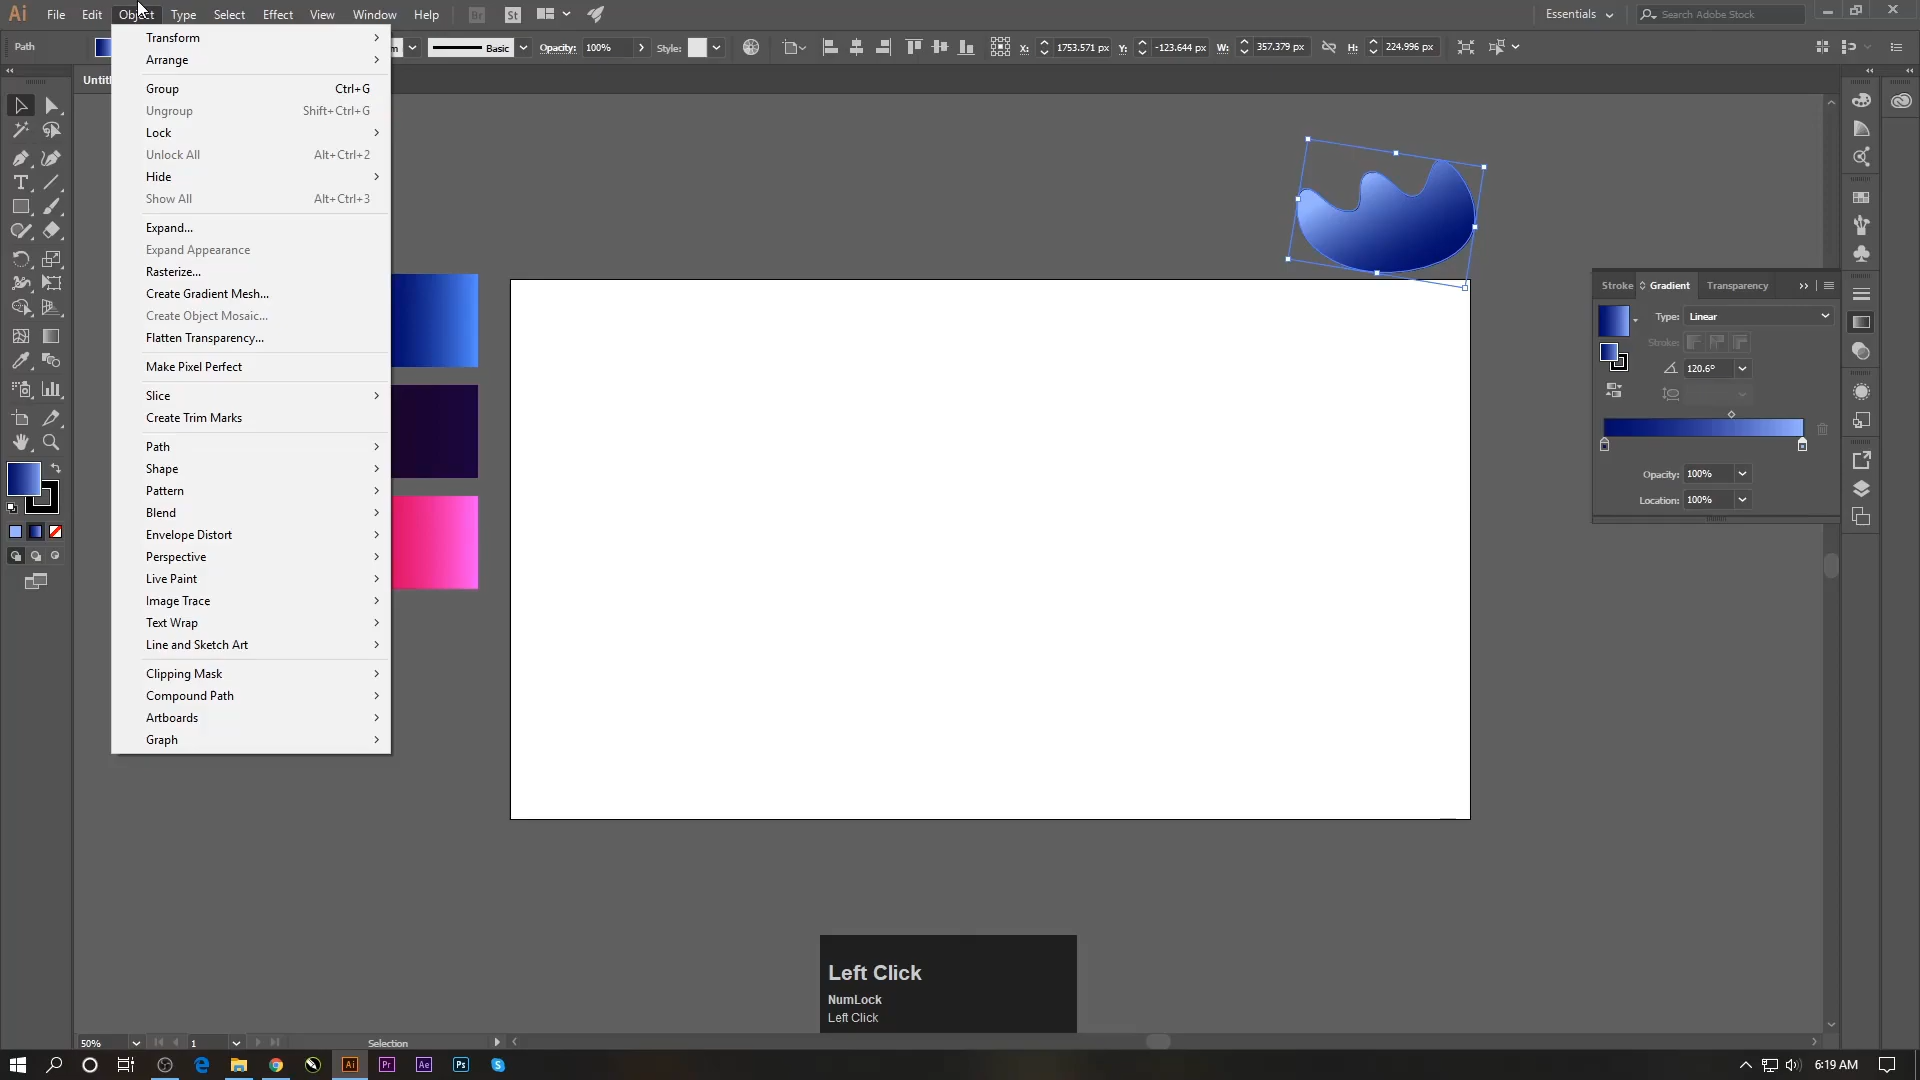 Ai File Edit Object Type Select Effect View Window Help Br St Essentials Search Adobe Stock
Path Basic Opacity: 100% Style: X: 1753.571 px Y: -123.644 px W: 357.379 px H: 224.996 px
Transform
Arrange
Group Ctrl+G
Ungroup Shift+Ctrl+G
Lock
Unlock All Alt+Ctrl+2
Hide
Show All Alt+Ctrl+3
Expand...
Expand Appearance
Rasterize...
Create Gradient Mesh...
Create Object Mosaic...
Flatten Transparency...
Make Pixel Perfect
Slice
Create Trim Marks
Path
Shape
Pattern
Blend
Envelope Distort
Perspective
Live Paint
Image Trace
Text Wrap
Line and Sketch Art
Clipping Mask
Compound Path
Artboards
Graph
Stroke Gradient Transparency
Type: Linear
Stroke:
120.6°
Opacity: 100%
Location: 100%
Left Click
NumLock
Left Click
50% 1 Selection
Ai Pr Ae Ps S 6:19 AM